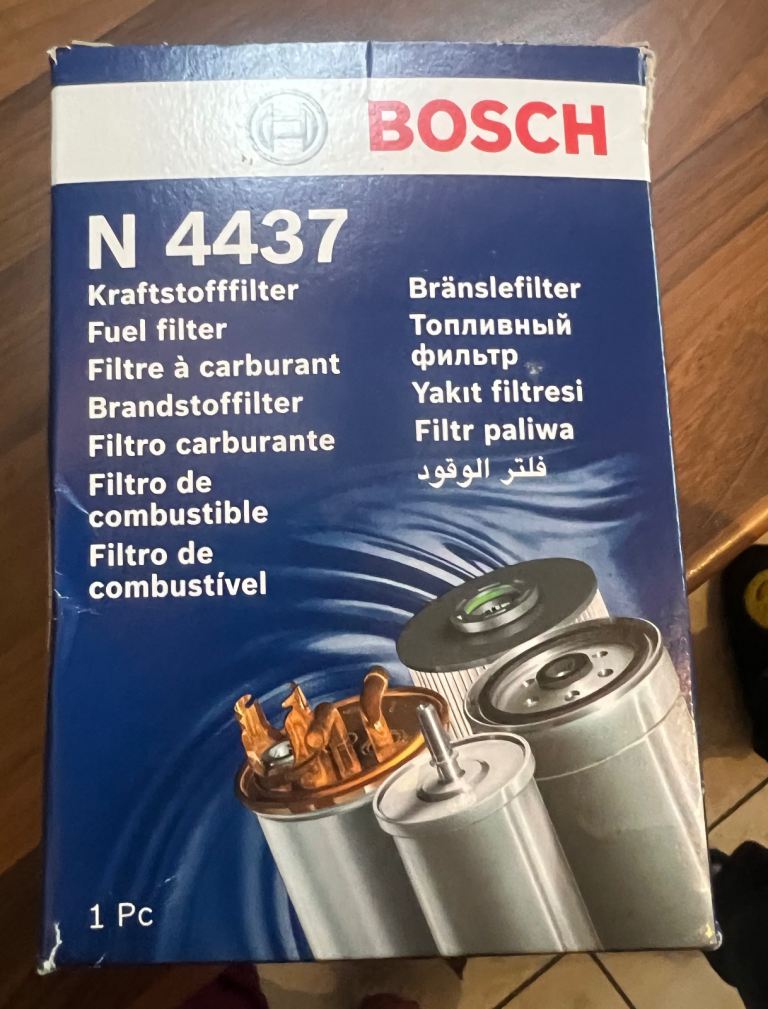 BOSCH
N 4437
Kraftstofffilter
Fuel filter
Filtre à carburant
Brandstoffilter
Filtro carburante
Filtro de
combustible
Filtro de
combustível
Bränslefilter
Топливный
фильтр
Yakıt filtresi
Filtr paliwa
فلتر الوقود
1 Pc